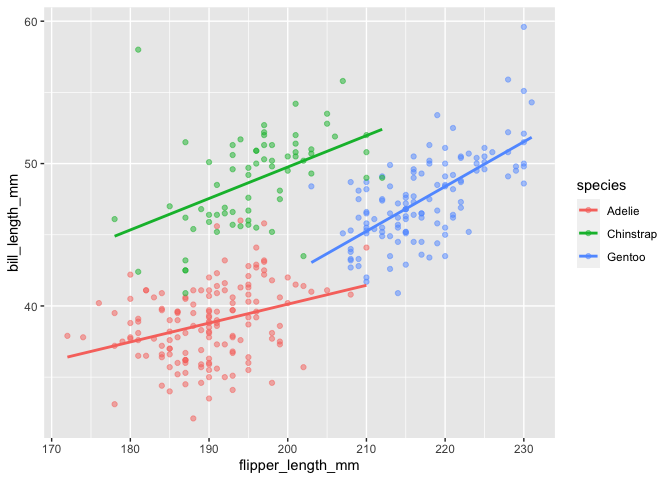 60
50
40
170
180
190
200
210
220
230
flipper_length_mm
bill_length_mm
species
Adelie
Chinstrap
Gentoo